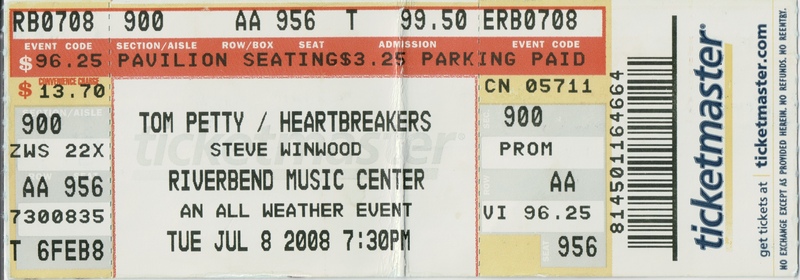 RB0708 900 AA 956 T 99.50 ERB0708
EVENT CODE SECTION/AISLE ROW/BOX SEAT ADMISSION EVENT CODE
$96.25 PAVILION SEATING$3.25 PARKING PAID
CONVENIENCE CHARGE
$ 13.70
CN 05711
SECTION/AISLE
900
ZWS 22X
AA 956
7300835
T 6FEB8
ticketmaster
TOM PETTY / HEARTBREAKERS
STEVE WINWOOD
RIVERBEND MUSIC CENTER
AN ALL WEATHER EVENT
TUE JUL 8 2008 7:30PM
900
PROM
AA
VI 96.25
956
814501164664
ticketmaster
get tickets at | ticketmaster.com
NO EXCHANGE EXCEPT AS PROVIDED HEREIN. NO REFUNDS. NO REENTRY.